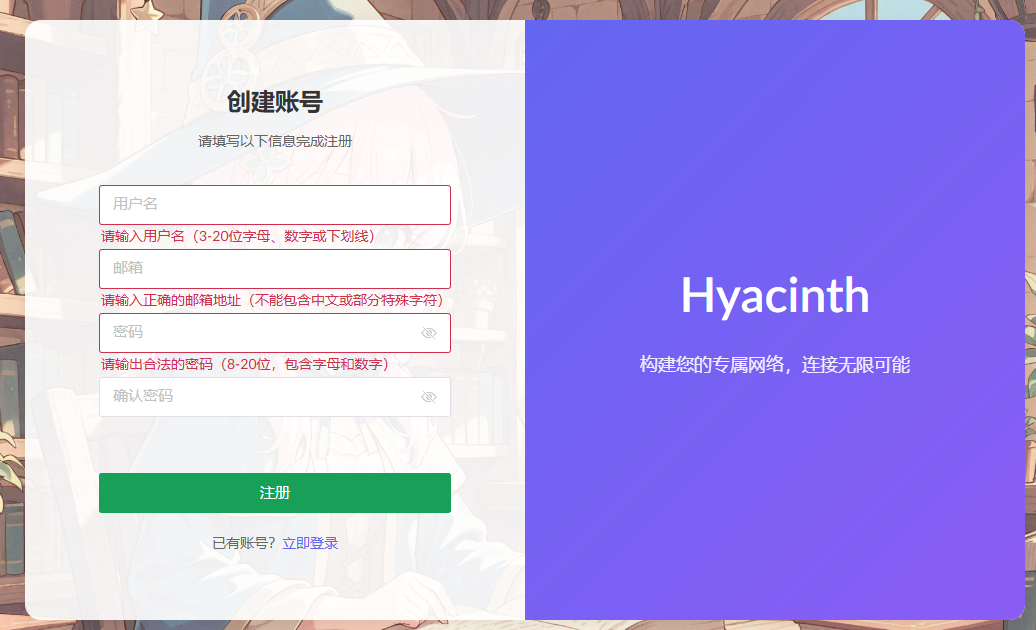 创建账号
请填写以下信息完成注册
用户名
请输入用户名（3-20位字母、数字或下划线）
邮箱
请输入正确的邮箱地址（不能包含中文或部分特殊字符）
密码
请输出合法的密码（8-20位，包含字母和数字）
确认密码
注册
已有账号？立即登录
Hyacinth
构建您的专属网络，连接无限可能